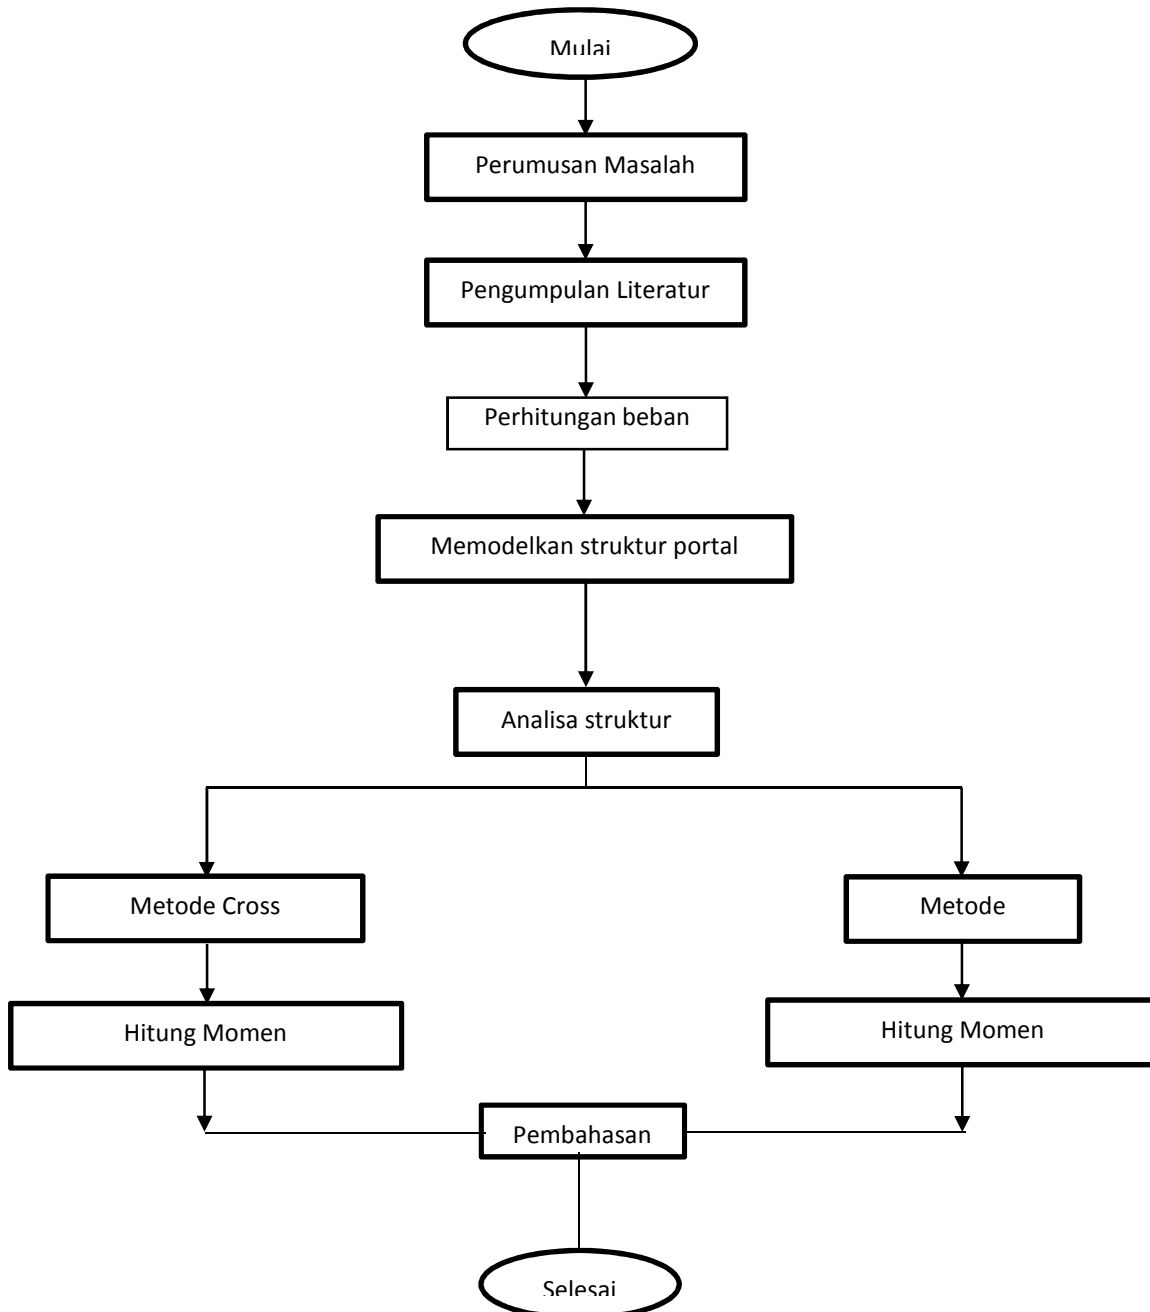 Mulai
Perumusan Masalah
Pengumpulan Literatur
Perhitungan beban
Memodelkan struktur portal
Analisa struktur
Metode Cross
Metode
Hitung Momen
Hitung Momen
Pembahasan
Selesai